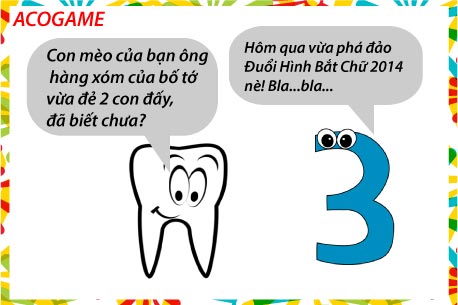 ACOGAME
Con mèo của bạn ông
hàng xóm của bố tớ
vừa đẻ 2 con đấy,
đã biết chưa?
Hôm qua vừa phá đảo
Đuổi Hình Bắt Chữ 2014
nè! Bla...bla...
3